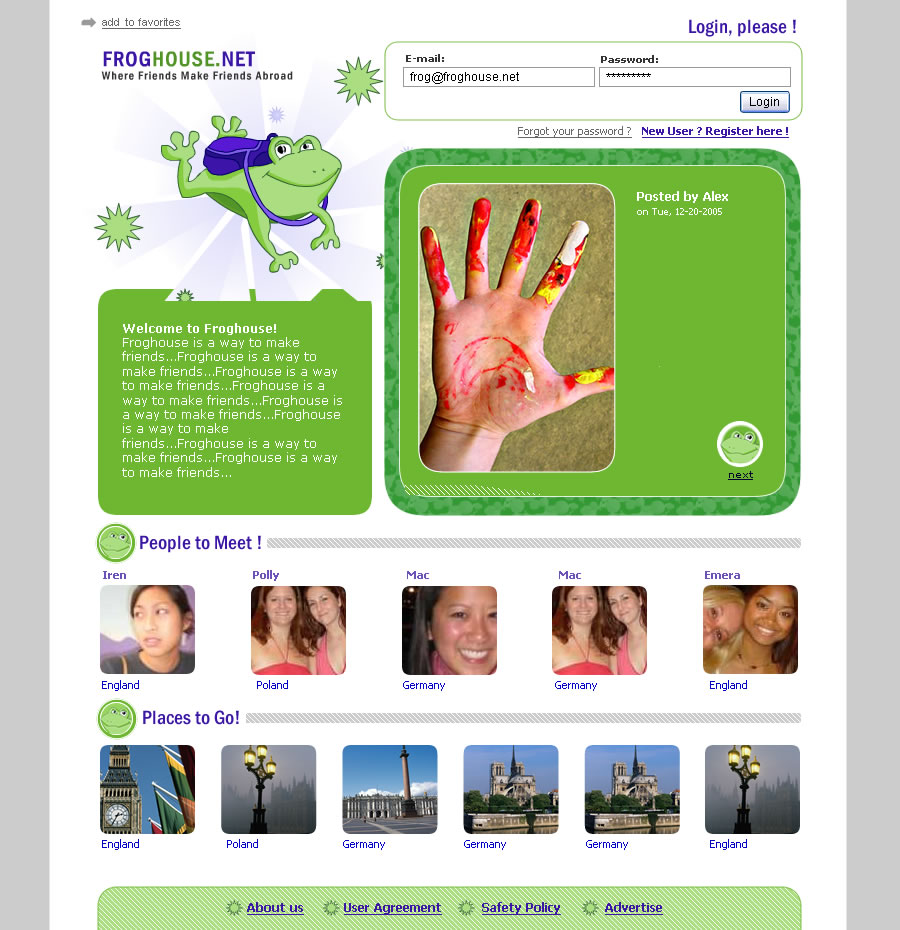 add to favorites
Login, please !
FROGHOUSE.NET
Where Friends Make Friends Abroad
E-mail:
Password:
frog@froghouse.net
*********
Login
Forgot your password ?
New User ? Register here !
Posted by Alex
on Tue, 12-20-2005
next
Welcome to Froghouse!
Froghouse is a way to make
friends...Froghouse is a way to
make friends...Froghouse is a way
to make friends...Froghouse is a
way to make friends...Froghouse is
a way to make friends...Froghouse
is a way to make
friends...Froghouse is a way to
make friends...Froghouse is a way
to make friends...
People to Meet !
Iren
Polly
Mac
Mac
Emera
England
Poland
Germany
Germany
England
Places to Go!
England
Poland
Germany
Germany
Germany
England
About us
User Agreement
Safety Policy
Advertise